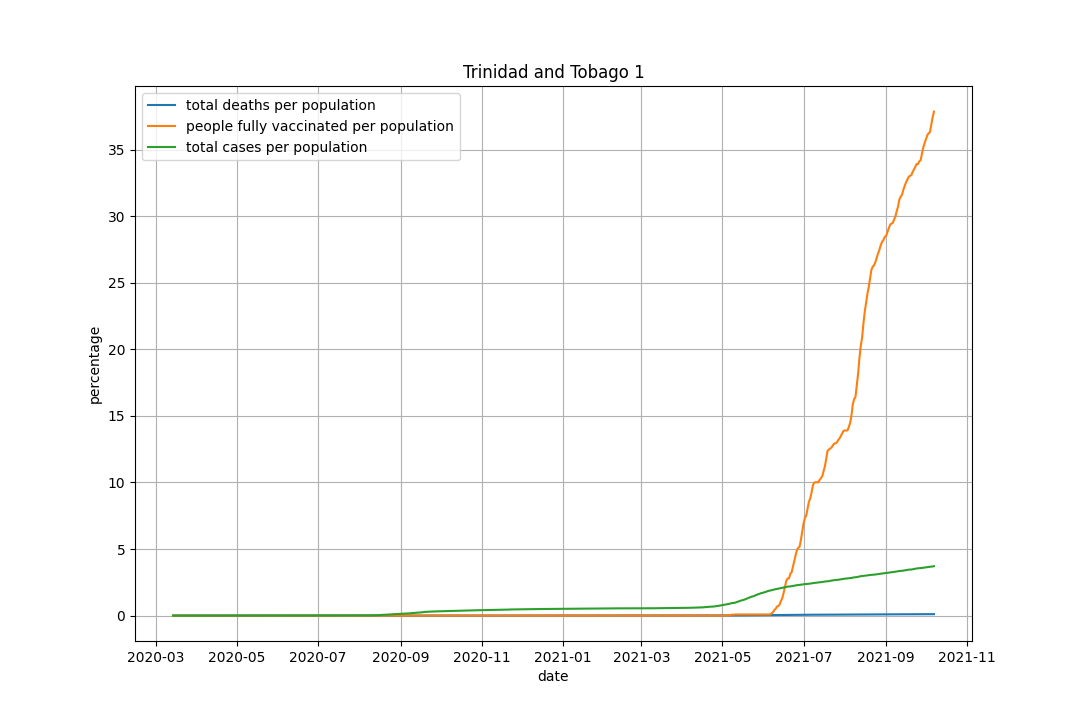 Trinidad and Tobago 1
total deaths per population
people fully vaccinated per population
total cases per population
percentage
35
30
25
20
15
10
5
0
2020-03 2020-05 2020-07 2020-09 2020-11 2021-01 2021-03 2021-05 2021-07 2021-09 2021-11
date